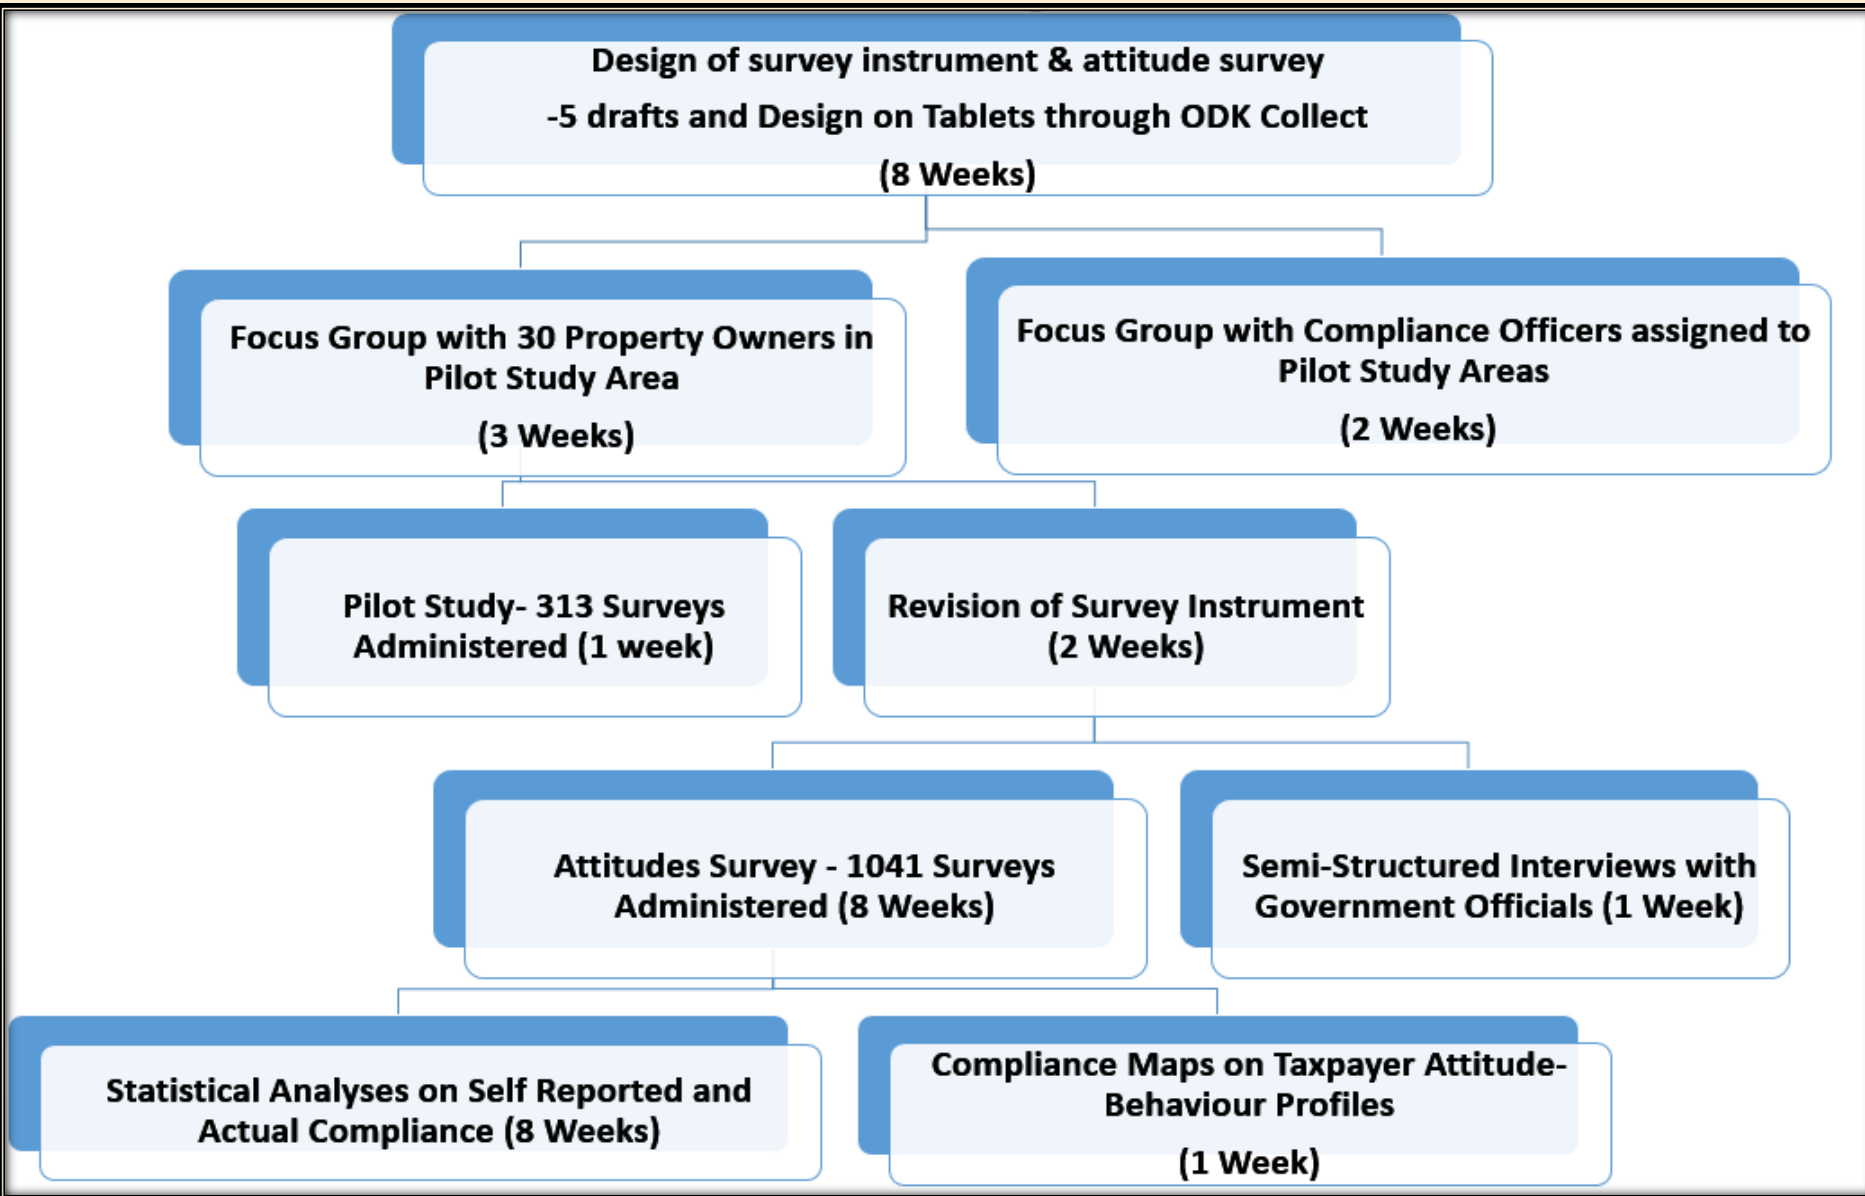 Design of survey instrument & attitude survey
-5 drafts and Design on Tablets through ODK Collect
(8 Weeks)
Focus Group with 30 Property Owners in
Pilot Study Area
(3 Weeks)
Focus Group with Compliance Officers assigned to
Pilot Study Areas
(2 Weeks)
Pilot Study- 313 Surveys
Administered (1 week)
Revision of Survey Instrument
(2 Weeks)
Attitudes Survey - 1041 Surveys
Administered (8 Weeks)
Semi-Structured Interviews with
Government Officials (1 Week)
Statistical Analyses on Self Reported and
Actual Compliance (8 Weeks)
Compliance Maps on Taxpayer Attitude-
Behaviour Profiles
(1 Week)